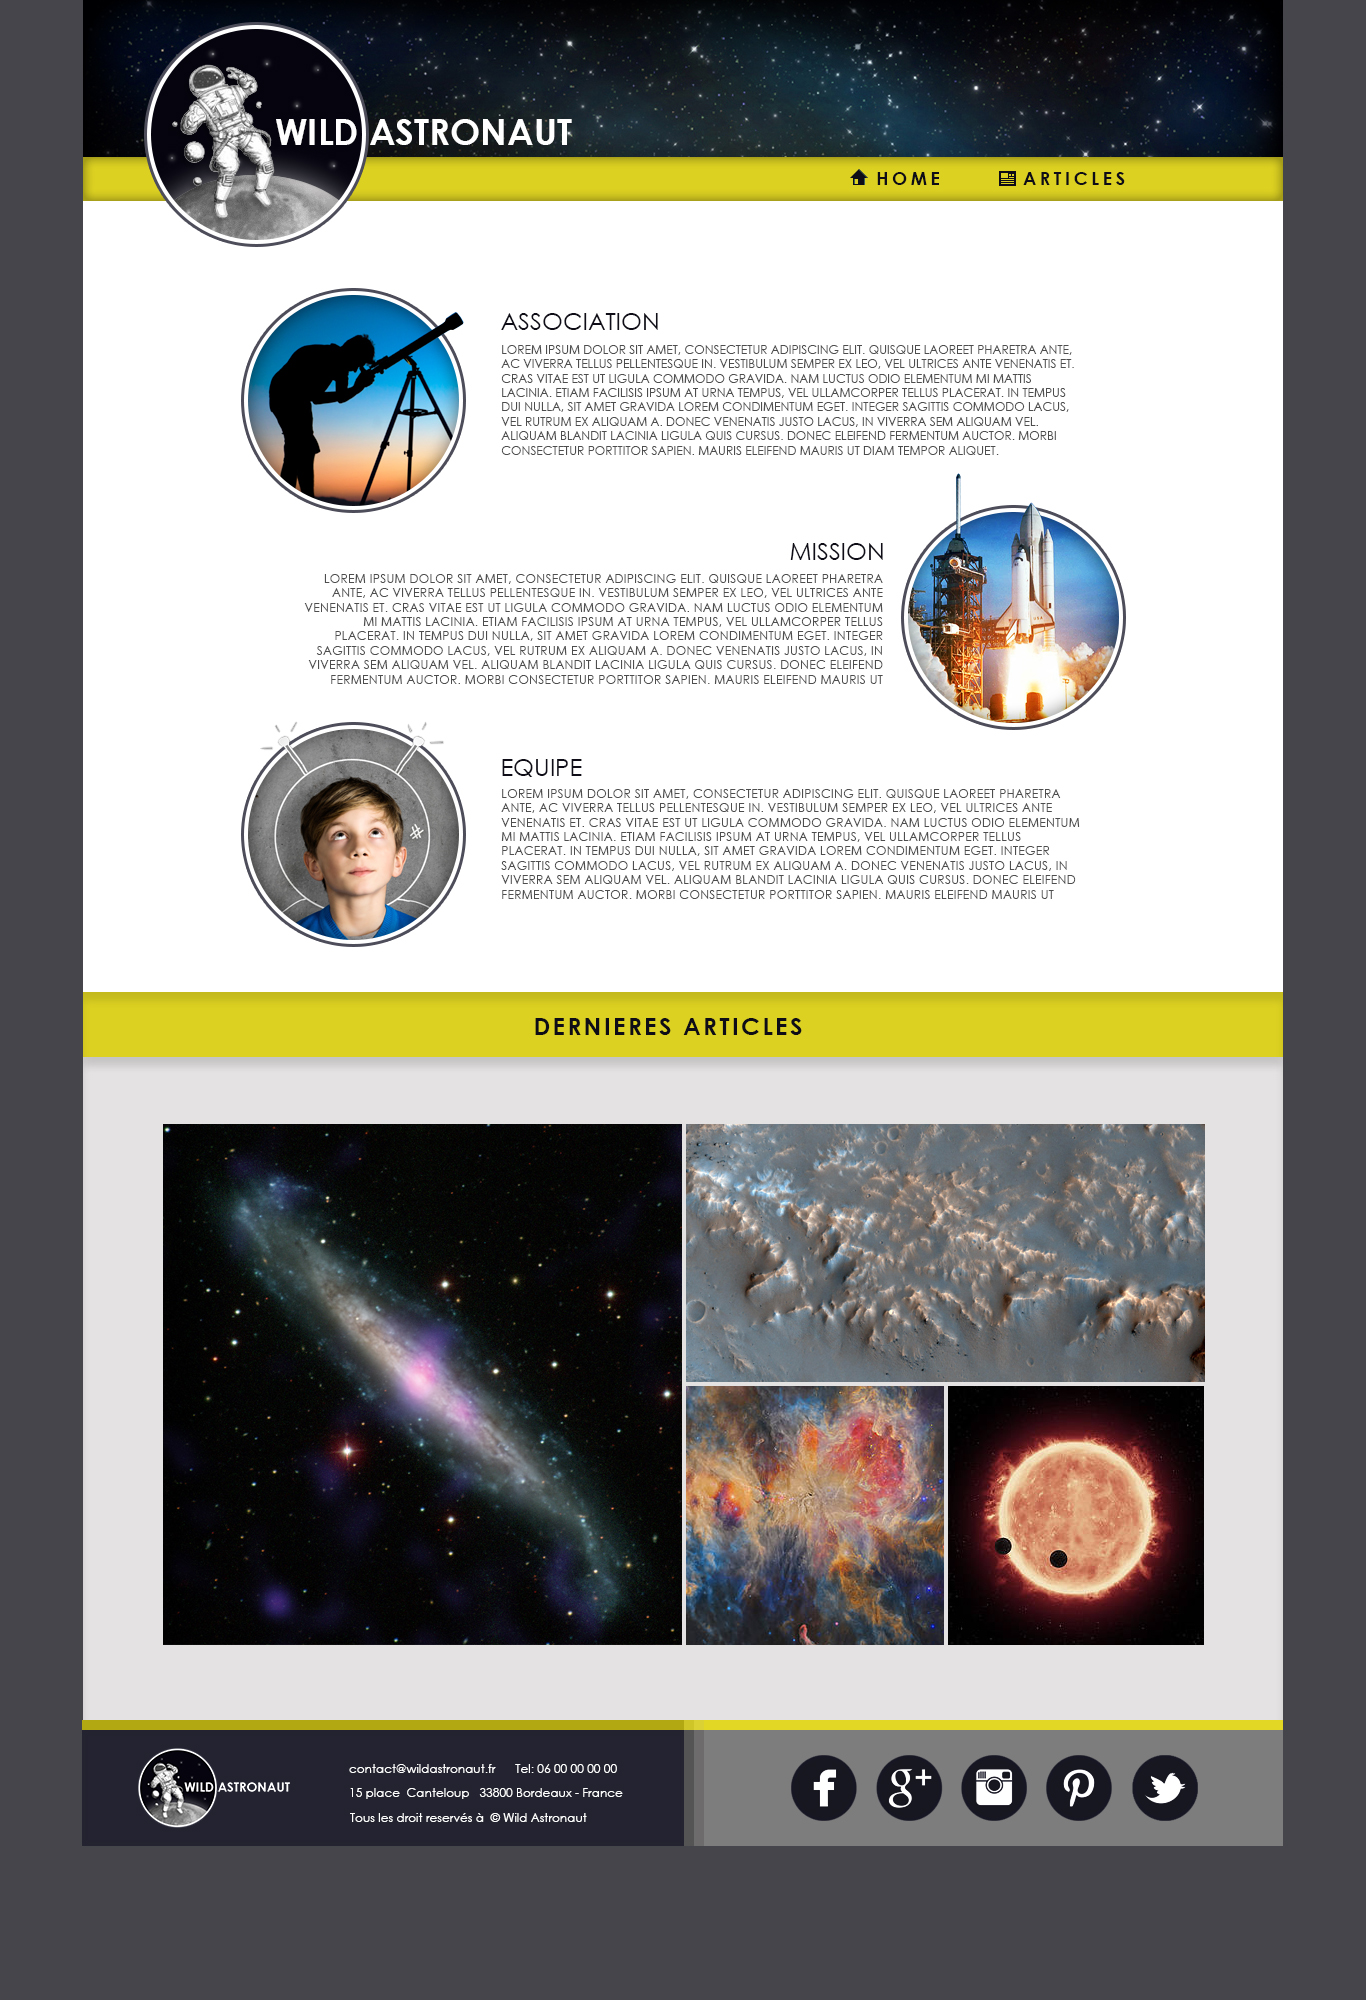 WILD ASTRONAUT
HOME
ARTICLES
ASSOCIATION
LOREM IPSUM DOLOR SIT AMET, CONSECTETUR ADIPISCING ELIT. QUISQUE LAOREET PHARETRA ANTE,
AC VIVERRA TELLUS PELLENTESQUE IN. VESTIBULUM SEMPER EX LEO, VEL ULTRICES ANTE VENENATIS ET.
CRAS VITAE EST UT LIGULA COMMODO GRAVIDA. NAM LUCTUS ODIO ELEMENTUM MI MATTIS
LACINIA. ETIAM FACILISIS IPSUM AT URNA TEMPUS, VEL ULLAMCORPER TELLUS PLACERAT. IN TEMPUS
DUI NULLA, SIT AMET GRAVIDA LOREM CONDIMENTUM EGET. INTEGER SAGITTIS COMMODO LACUS,
VEL RUTRUM EX ALIQUAM A. DONEC VENENATIS JUSTO LACUS, IN VIVERRA SEM ALIQUAM VEL.
ALIQUAM BLANDIT LACINIA LIGULA QUIS CURSUS. DONEC ELEIFEND FERMENTUM AUCTOR. MORBI
CONSECTETUR PORTTITOR SAPIEN. MAURIS ELEIFEND MAURIS UT DIAM TEMPOR ALIQUET.
MISSION
LOREM IPSUM DOLOR SIT AMET, CONSECTETUR ADIPISCING ELIT. QUISQUE LAOREET PHARETRA
ANTE, AC VIVERRA TELLUS PELLENTESQUE IN. VESTIBULUM SEMPER EX LEO, VEL ULTRICES ANTE
VENENATIS ET. CRAS VITAE EST UT LIGULA COMMODO GRAVIDA. NAM LUCTUS ODIO ELEMENTUM
MI MATTIS LACINIA. ETIAM FACILISIS IPSUM AT URNA TEMPUS, VEL ULLAMCORPER TELLUS
PLACERAT. IN TEMPUS DUI NULLA, SIT AMET GRAVIDA LOREM CONDIMENTUM EGET. INTEGER
SAGITTIS COMMODO LACUS, VEL RUTRUM EX ALIQUAM A. DONEC VENENATIS JUSTO LACUS, IN
VIVERRA SEM ALIQUAM VEL. ALIQUAM BLANDIT LACINIA LIGULA QUIS CURSUS. DONEC ELEIFEND
FERMENTUM AUCTOR. MORBI CONSECTETUR PORTTITOR SAPIEN. MAURIS ELEIFEND MAURIS UT
EQUIPE
LOREM IPSUM DOLOR SIT AMET, CONSECTETUR ADIPISCING ELIT. QUISQUE LAOREET PHARETRA
ANTE, AC VIVERRA TELLUS PELLENTESQUE IN. VESTIBULUM SEMPER EX LEO, VEL ULTRICES ANTE
VENENATIS ET. CRAS VITAE EST UT LIGULA COMMODO GRAVIDA. NAM LUCTUS ODIO ELEMENTUM
MI MATTIS LACINIA. ETIAM FACILISIS IPSUM AT URNA TEMPUS, VEL ULLAMCORPER TELLUS
PLACERAT. IN TEMPUS DUI NULLA, SIT AMET GRAVIDA LOREM CONDIMENTUM EGET. INTEGER
SAGITTIS COMMODO LACUS, VEL RUTRUM EX ALIQUAM A. DONEC VENENATIS JUSTO LACUS, IN
VIVERRA SEM ALIQUAM VEL. ALIQUAM BLANDIT LACINIA LIGULA QUIS CURSUS. DONEC ELEIFEND
FERMENTUM AUCTOR. MORBI CONSECTETUR PORTTITOR SAPIEN. MAURIS ELEIFEND MAURIS UT
DERNIERES ARTICLES
WILD ASTRONAUT
contact@wildastronaut.fr Tel: 06 00 00 00 00
15 place Canteloup 33800 Bordeaux - France
Tous les droit reservés à © Wild Astronaut
f g+